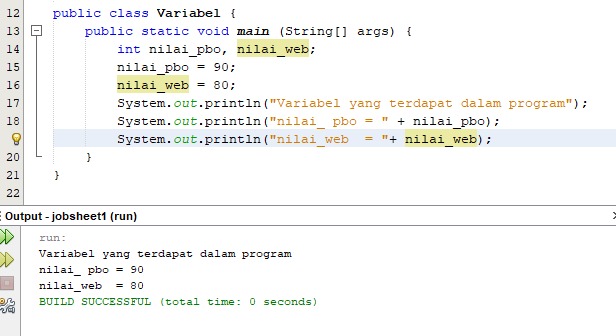 12 public class Variabel {
13 public static void main (String[] args) {
14 int nilai_pbo, nilai_web;
15 nilai_pbo = 90;
16 nilai_web = 80;
17 System.out.println("Variabel yang terdapat dalam program");
18 System.out.println("nilai_ pbo = " + nilai_pbo);
System.out.println("nilai_web  = "+ nilai_web);
20 }
21 }
22
Output - jobsheet1 (run)
run:
Variabel yang terdapat dalam program
nilai_ pbo = 90
nilai_web  = 80
BUILD SUCCESSFUL (total time: 0 seconds)